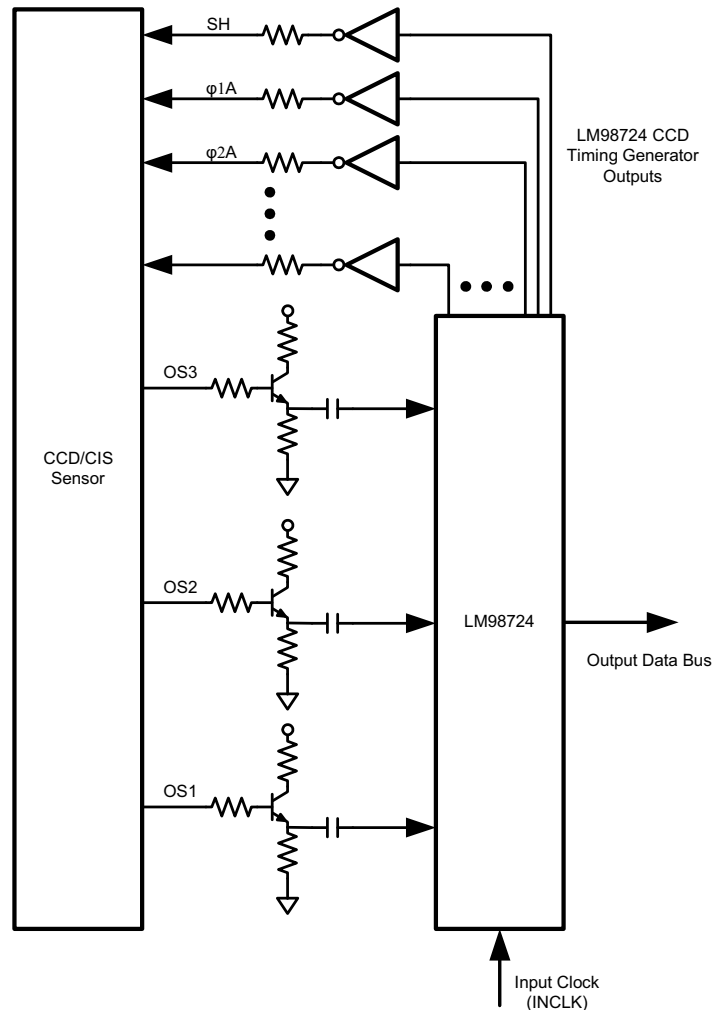 SH
φ1A
φ2A
LM98724 CCD
Timing Generator
Outputs
OS3
CCD/CIS
Sensor
OS2
LM98724
Output Data Bus
OS1
Input Clock
(INCLK)